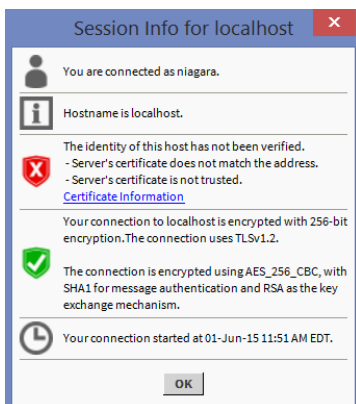 Session Info for localhost
x
You are connected as niagara.
i
Hostname is localhost.
The identity of this host has not been verified.
- Server's certificate does not match the address.
- Server's certificate is not trusted.
Certificate Information
X
Your connection to localhost is encrypted with 256-bit
encryption.The connection uses TLSv1.2.
The connection is encrypted using AES_256_CBC, with
SHA1 for message authentication and RSA as the key
exchange mechanism.
Your connection started at 01-Jun-15 11:51 AM EDT.
OK